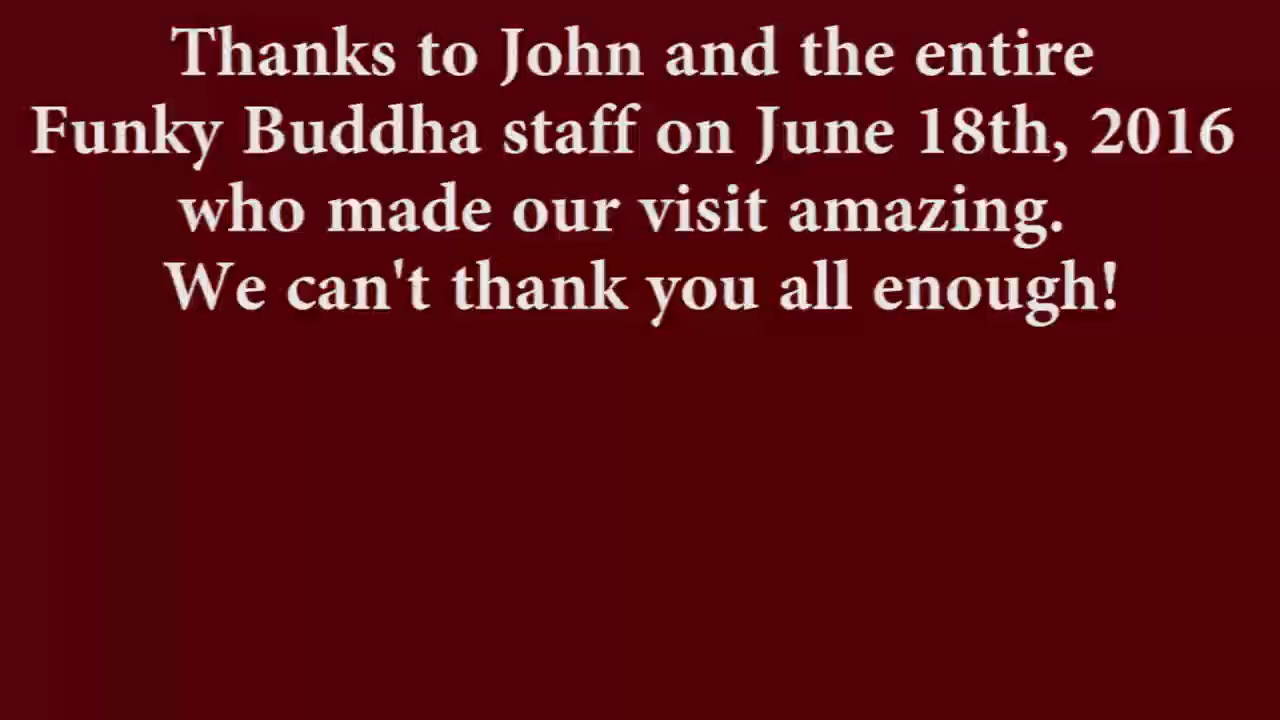 Thanks to John and the entire
Funky Buddha staff on June 18th, 2016
who made our visit amazing.
We can't thank you all enough!